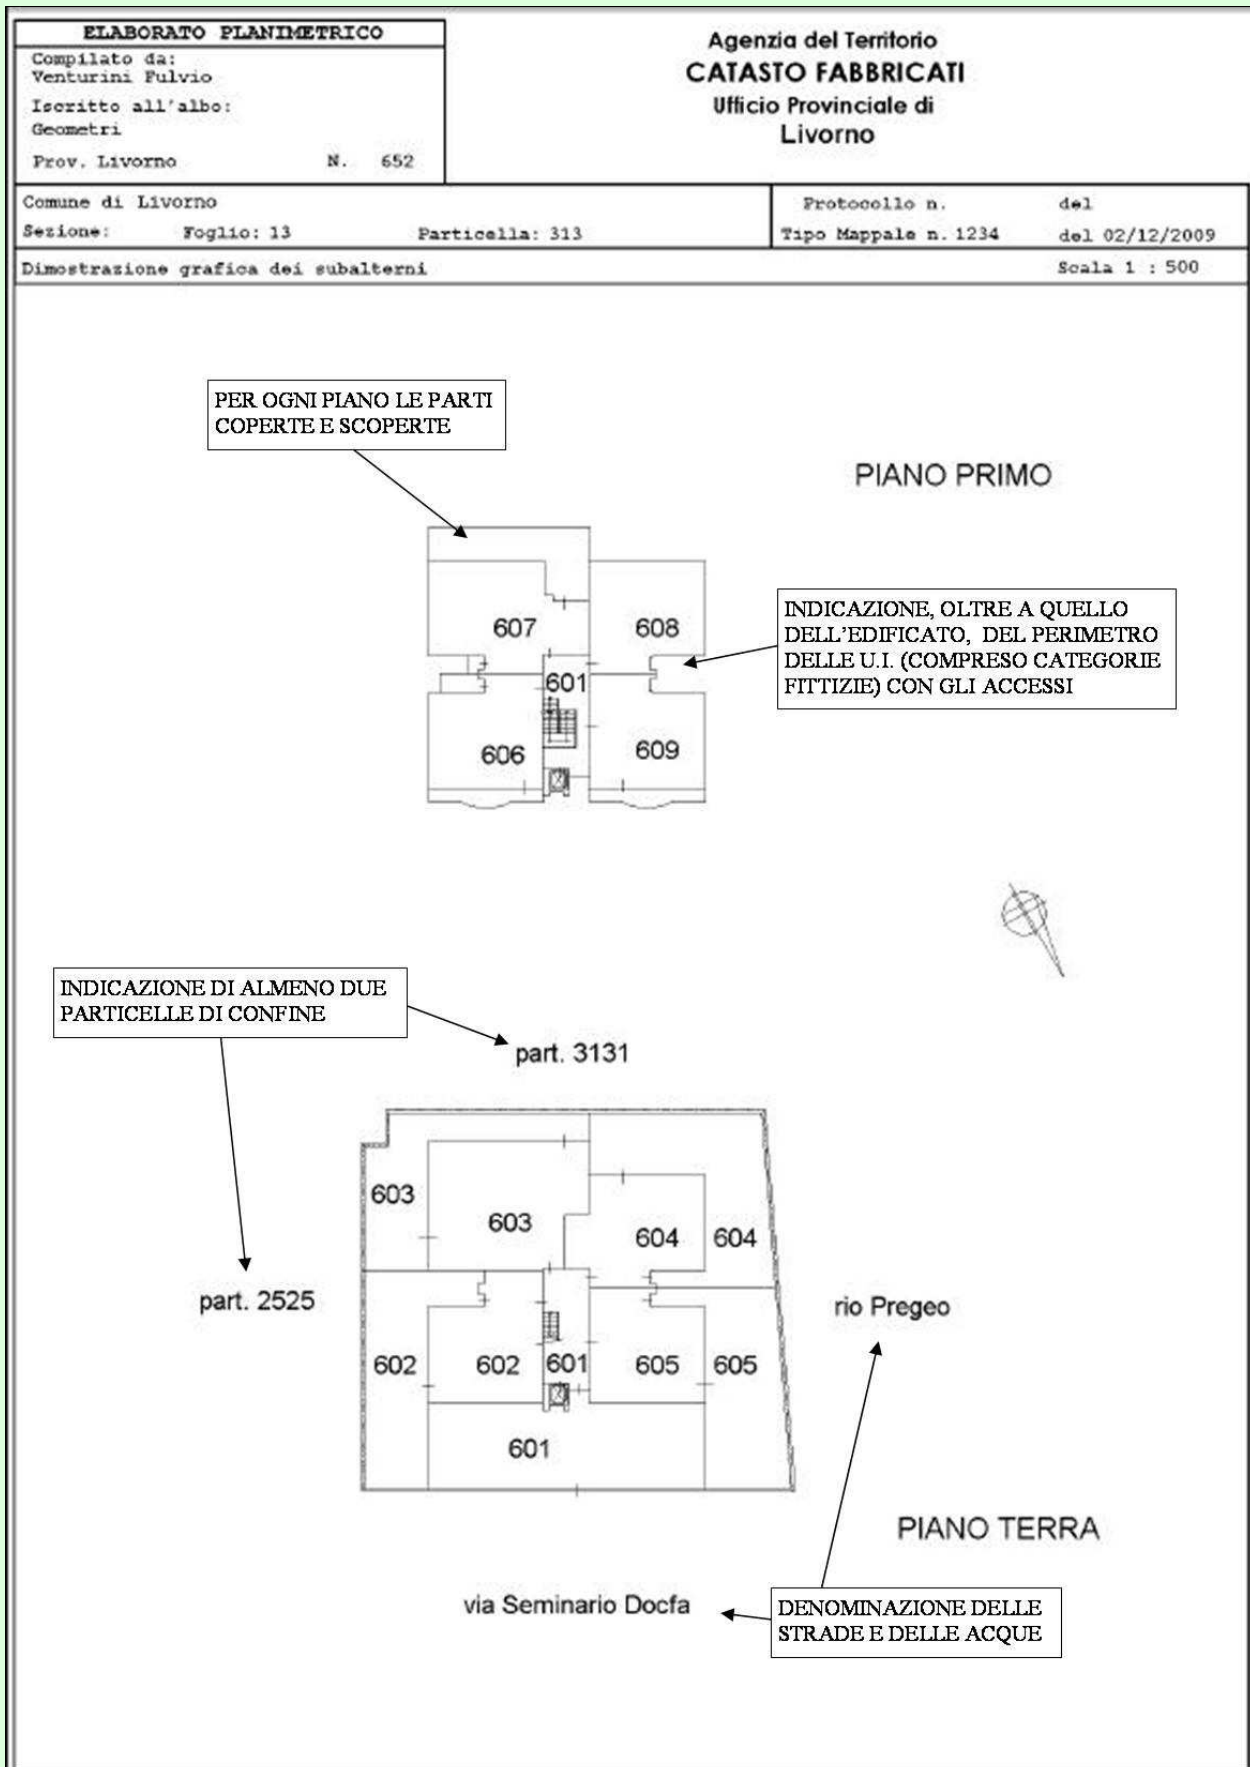 ELABORATO PLANIMETRICO
Compilato da:
Venturini Fulvio
Iscritto all'albo:
Geometri
Prov. Livorno N. 652
Agenzia del Territorio
CATASTO FABBRICATI
Ufficio Provinciale di
Livorno
Comune di Livorno
Sezione: Foglio: 13 Particella: 313
Protocollo n. del
Tipo Mappale n. 1234 del 02/12/2009
Dimostrazione grafica dei subalterni Scala 1 : 500
PER OGNI PIANO LE PARTI
COPERTE E SCOPERTE
PIANO PRIMO
INDICAZIONE, OLTRE A QUELLO
DELL'EDIFICATO, DEL PERIMETRO
DELLE U.I. (COMPRESO CATEGORIE
FITTIZIE) CON GLI ACCESSI
607 608
601
606 609
INDICAZIONE DI ALMENO DUE
PARTICELLE DI CONFINE
part. 3131
603
603
604 604
part. 2525
rio Pregeo
602 602 601 605 605
601
PIANO TERRA
via Seminario Docfa
DENOMINAZIONE DELLE
STRADE E DELLE ACQUE